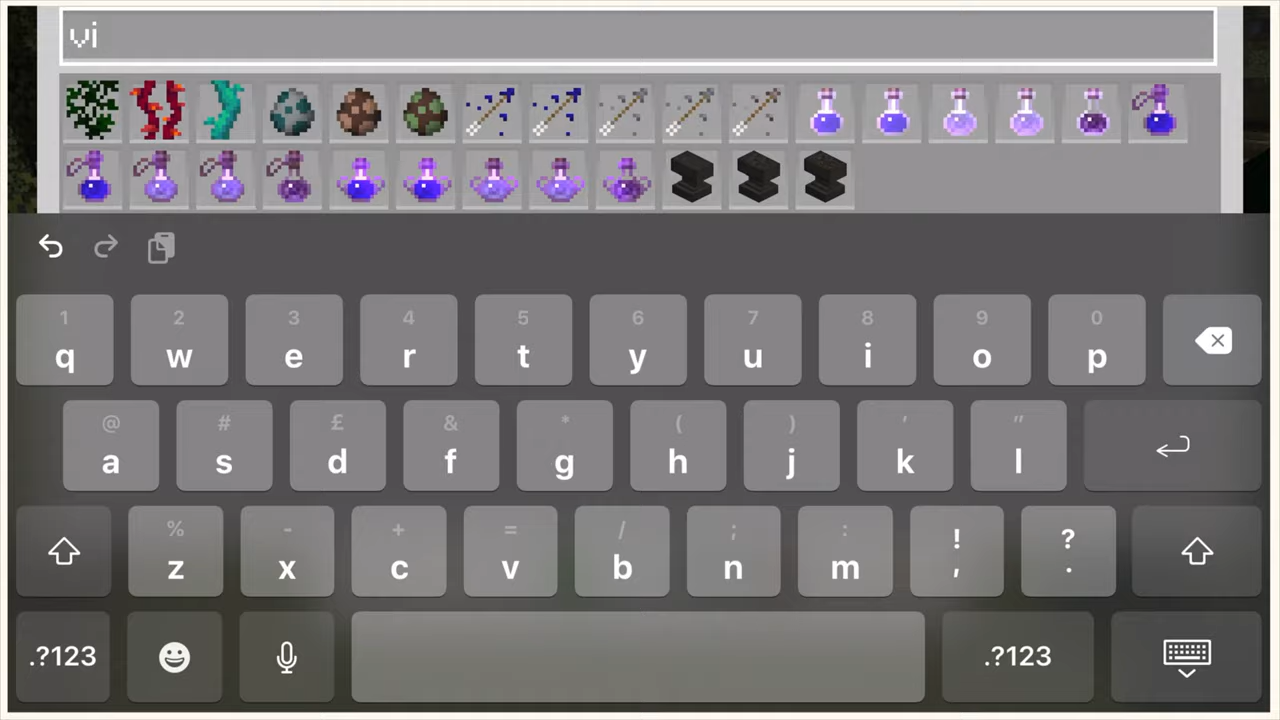 vi
1 2 3 4 5 6 7 8 9 0
q w e r t y u i o p
@ # £ & * ( ) ' "
a s d f g h j k l
% - + c = / ; : ! ?
z x c v b n m , .
.?123 .?123